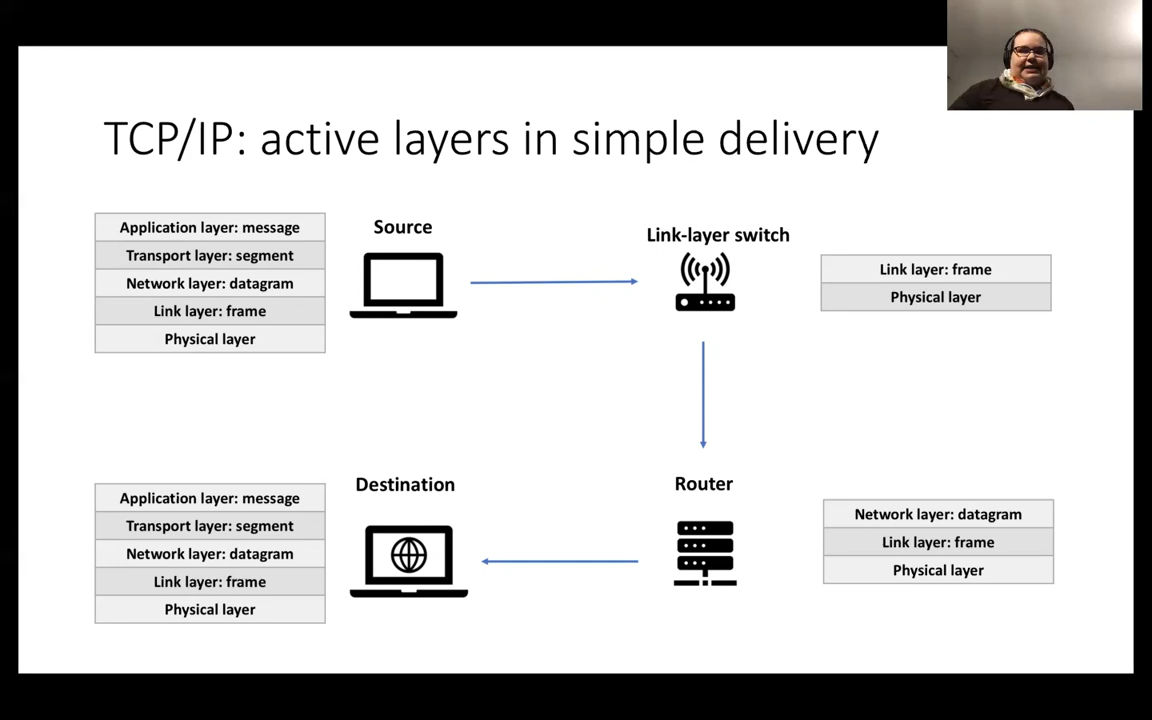 TCP/IP: active layers in simple delivery
Application layer: message
Transport layer: segment
Network layer: datagram
Link layer: frame
Physical layer
Source
Link-layer switch
Link layer: frame
Physical layer
Application layer: message
Transport layer: segment
Network layer: datagram
Link layer: frame
Physical layer
Destination
Router
Network layer: datagram
Link layer: frame
Physical layer